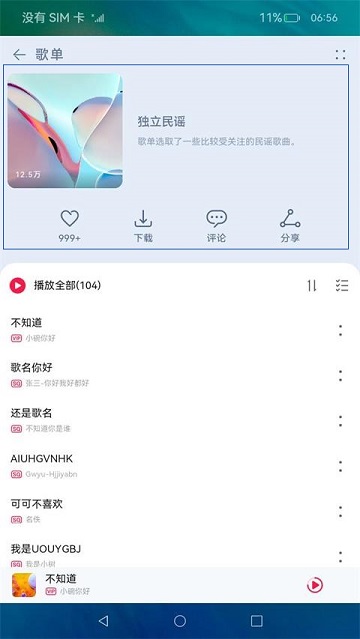 没有 SIM 卡
11%
06:56
歌单
独立民谣
歌单选取了一些比较受关注的民谣歌曲。
12.5万
999+
下载
评论
分享
播放全部(104)
不知道
VIP 小碗你好
歌名你好
SQ 张三-你好我好都好
还是歌名
SQ 不知道你是谁
AIUHGVNHK
SQ Gwyu-Hjjiyabn
可可不喜欢
SQ 名佚
我是UOUYGBJ
SQ 我是小树
不知道
VIP 小碗你好